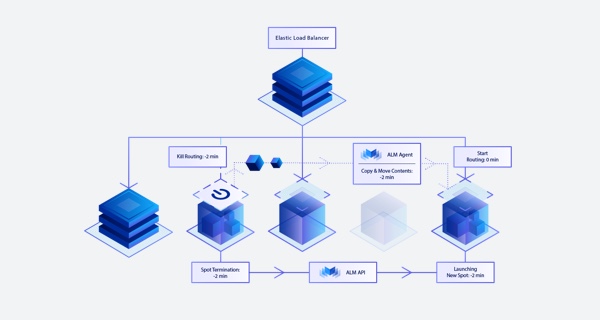 Elastic Load Balancer
Kill Routing: -2 min
ALM Agent
Copy & Move Contents:
-2 min
Start
Routing: 0 min
Spot Termination:
-2 min
ALM API
Launching
New Spot: -2 min